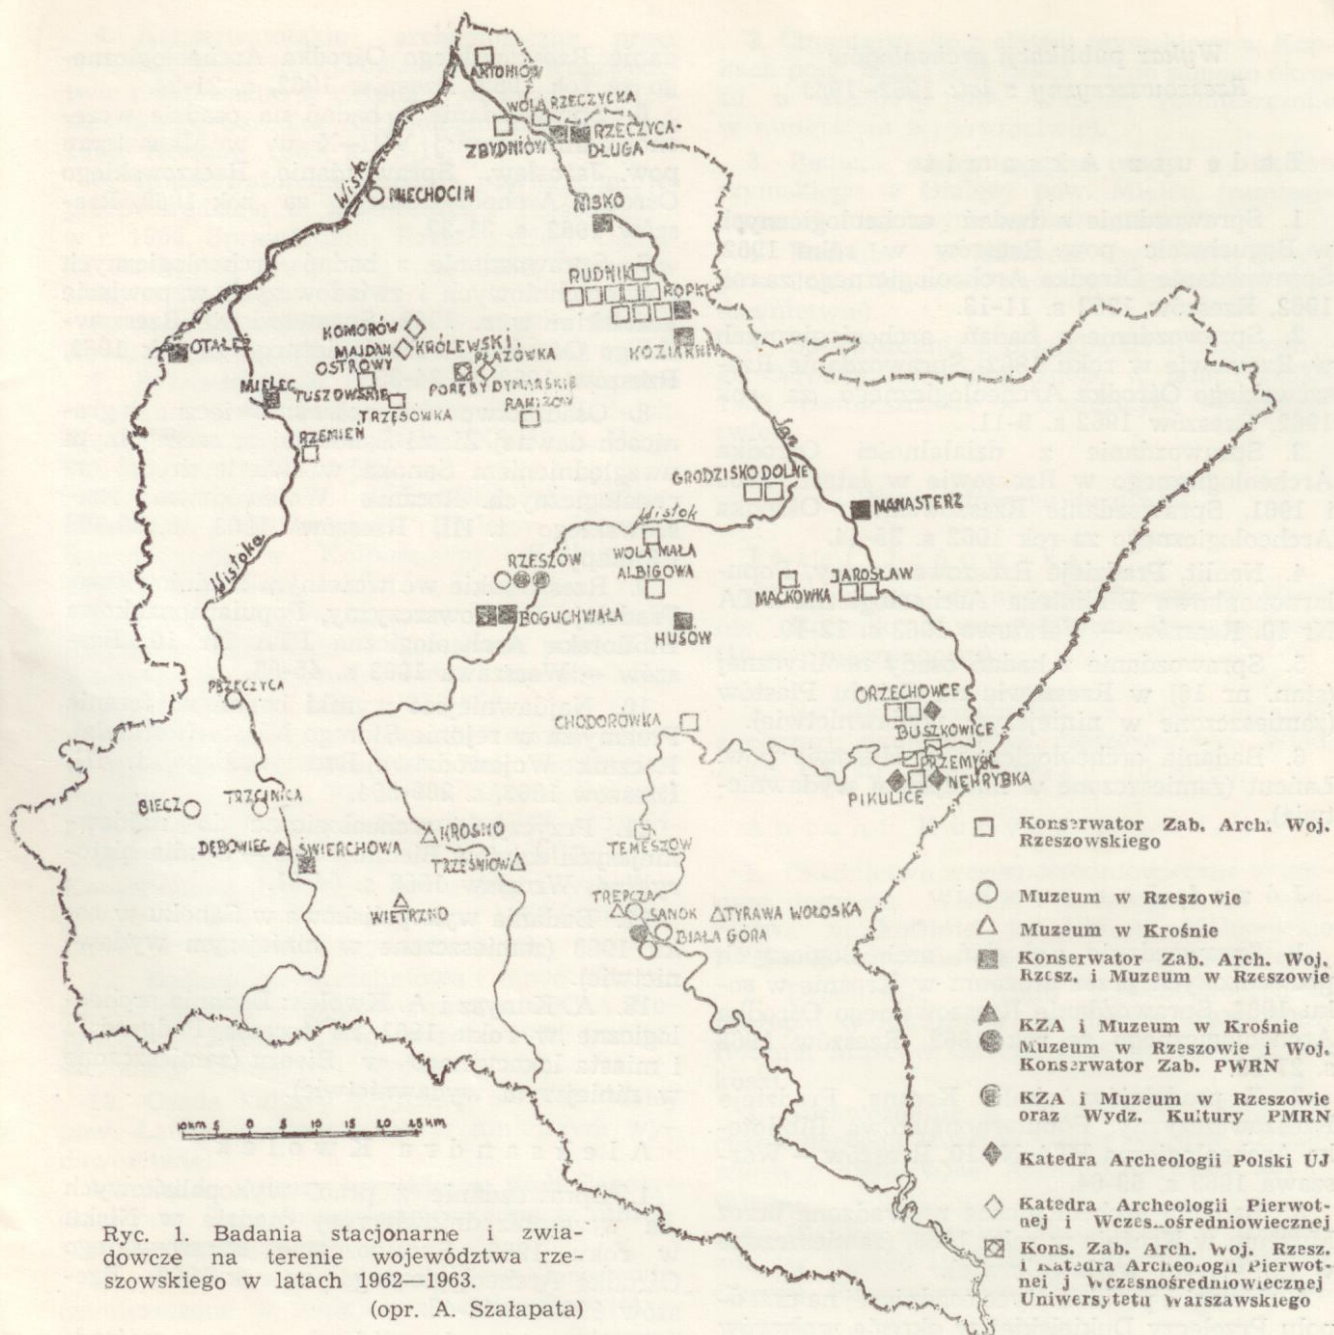 ANTONIÓW
WOLA RZECZYCKA
ZBYDNIÓW
RZECZYCA-
DŁUGA
Wisła
MIECHOCIN
NISKO
RUDNIK
KOPKI
KOZIARNIA
KOMORÓW
MAJDAN KRÓLEWSKI
OSTROWY
TUSZOWSKIE
PŁAZÓWKA
PORĘBY DYMARSKIE
RANIŻÓW
OTAŁĘŻ
MIELEC
TRZĘSÓWKA
RZEMIEŃ
San
GRODZISKO DOLNE
MANASTERZ
Wisłok
Wisłoka
RZESZÓW
WOLA MAŁA
ALBIGOWA
MAĆKÓWKA
JAROSŁAW
BOGUCHWAŁA
HUSÓW
PRZECZYCA
ORZECHOWCE
CHODORÓWKA
BUSZKOWICE
PRZEMYŚL
PIKULICE
NEHRYBKA
BIECZ
TRZCINICA
KROSNO
TEMESZÓW
DĘBOWIEC
ŚWIERCHOWA
TRZEŚNIÓW
WIETRZNO
TREPCZA
SANOK
TYRAWA WOŁOSKA
BIAŁA GÓRA
Konserwator Zab. Arch. Woj.
Rzeszowskiego
Muzeum w Rzeszowie
Muzeum w Krośnie
Konserwator Zab. Arch. Woj.
Rzesz. i Muzeum w Rzeszowie
KZA i Muzeum w Krośnie
Muzeum w Rzeszowie i Woj.
Konserwator Zab. PWRN
KZA i Muzeum w Rzeszowie
oraz Wydz. Kultury PMRN
Katedra Archeologii Polski UJ
Katedra Archeologii Pierwot-
nej i Wczes..ośredniowiecznej
Kons. Zab. Arch. Woj. Rzesz.
i Katedra Archeologii Pierwot-
nej j Wczesnośredniowiecznej
Uniwersytetu Warszawskiego
10km 5 0 5 10 15 20 25 km
Ryc. 1. Badania stacjonarne i zwia-
dowcze na terenie województwa rze-
szowskiego w latach 1962—1963.
(opr. A. Szałapata)